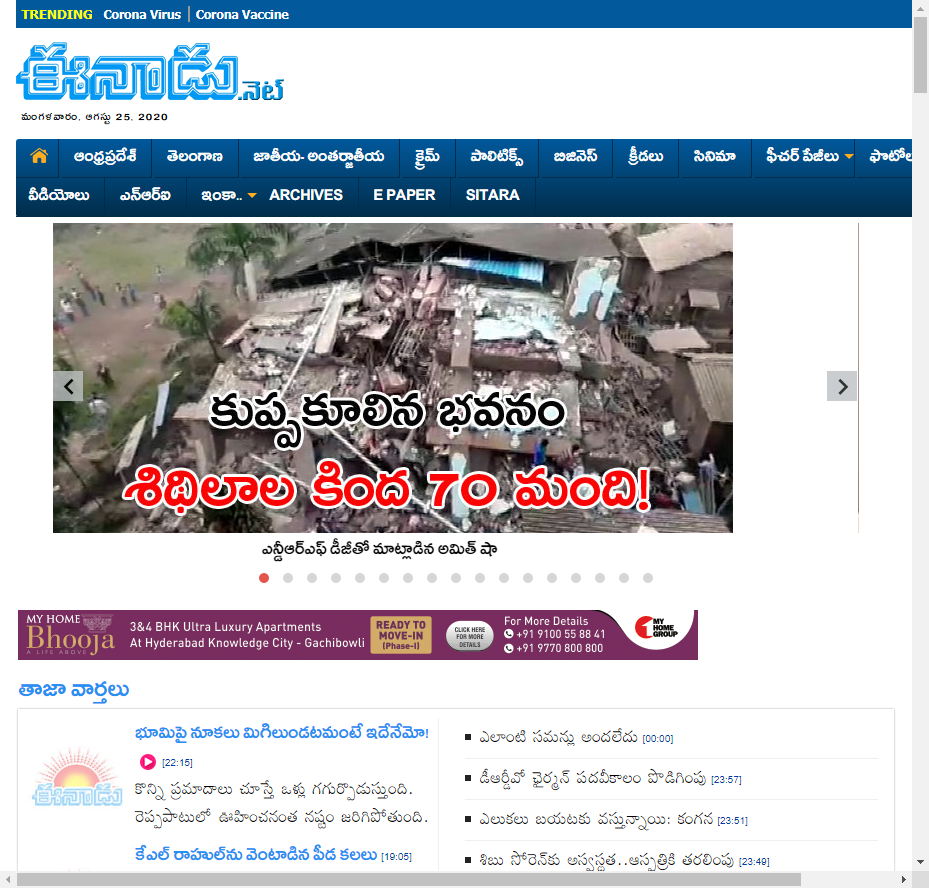 TRENDING Corona Virus Corona Vaccine
ఈనాడు.నెట్
మంగళవారం, ఆగస్టు 25, 2020
ఆంధ్రప్రదేశ్ తెలంగాణ జాతీయ- అంతర్జాతీయ క్రైమ్ పాలిటిక్స్ బిజినెస్ క్రీడలు సినిమా ఫీచర్ పేజీలు
వీడియోలు ఎన్ఆర్ఐ ఇంకా.. ARCHIVES E PAPER SITARA
కుప్పకూలిన భవనం
శిథిలాల కింద 70 మంది!
ఎన్డీఆర్ఎఫ్ డీజీతో మాట్లాడిన అమిత్ షా
MY HOME Bhooja A LIFE ABOVE
3&4 BHK Ultra Luxury Apartments
At Hyderabad Knowledge City - Gachibowli
READY TO MOVE-IN (Phase-I)
CLICK HERE FOR MORE DETAILS
For More Details
+91 9100 55 88 41
+91 9770 800 800
MY HOME GROUP
తాజా వార్తలు
భూమిపై నూకలు మిగిలుండటమంటే ఇదేనేమో!
[22:15]
కొన్ని ప్రమాదాలు చూస్తే ఒళ్లు గగుర్పొడుస్తుంది.
రెప్పపాటులో ఊహించనంత నష్టం జరిగిపోతుంది.
కేఎల్ రాహుల్‌ను వెంటాడిన పీడ కలలు [19:05]
ఈనాడు
ఎలాంటి సమన్లు అందలేదు [00:00]
డీఆర్డీవో ఛైర్మన్ పదవీకాలం పొడిగింపు [23:57]
ఎలుకలు బయటకు వస్తున్నాయి: కంగన [23:51]
శిబు సోరెన్‌కు అస్వస్థత..ఆస్పత్రికి తరలింపు [23:49]